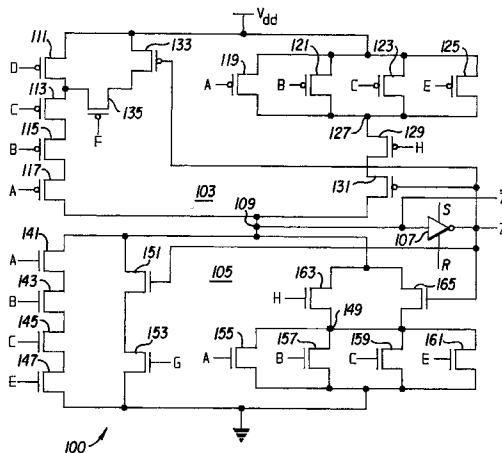 Vdd
111
133
119
121
123
125
D
113
A
B
C
E
C
135
127
129
115
F
H
B
131
117
A
103
109
S
Z̅
107
Z
R
141
151
105
163
165
A
143
H
B
149
145
153
155
157
159
161
C
G
A
B
C
E
147
E
100